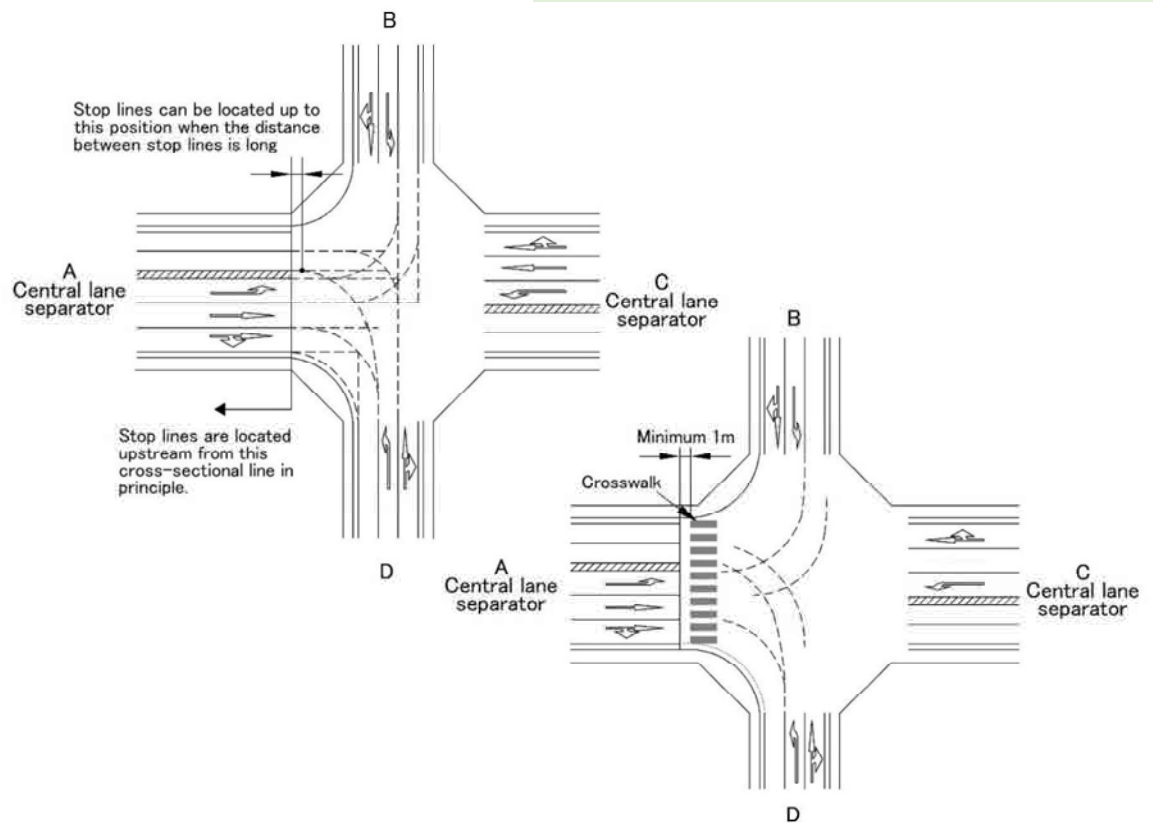 B
Stop lines can be located up to
this position when the distance
between stop lines is long
A
Central lane
separator
C
Central lane
separator
Stop lines are located
upstream from this
cross-sectional line in
principle.
D
B
Minimum 1m
Crosswalk
A
Central lane
separator
C
Central lane
separator
D